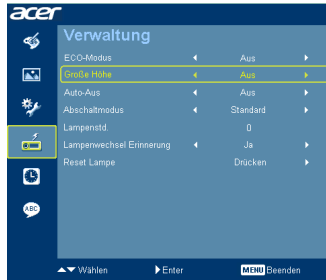 acer
Verwaltung
ECO-Modus Aus
Große Höhe Aus
Auto-Aus Aus
Abschaltmodus Standard
Lampenstd. 0
Lampenwechsel Erinnerung Ja
Reset Lampe Drücken
ABC
Wählen Enter MENU Beenden